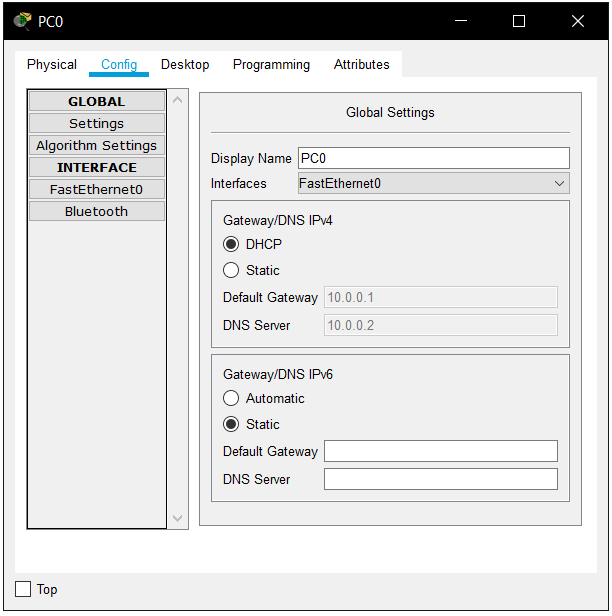 PC0
Physical Config Desktop Programming Attributes
GLOBAL
Settings
Algorithm Settings
INTERFACE
FastEthernet0
Bluetooth
Global Settings
Display Name PC0
Interfaces FastEthernet0
Gateway/DNS IPv4
DHCP
Static
Default Gateway 10.0.0.1
DNS Server 10.0.0.2
Gateway/DNS IPv6
Automatic
Static
Default Gateway
DNS Server
Top